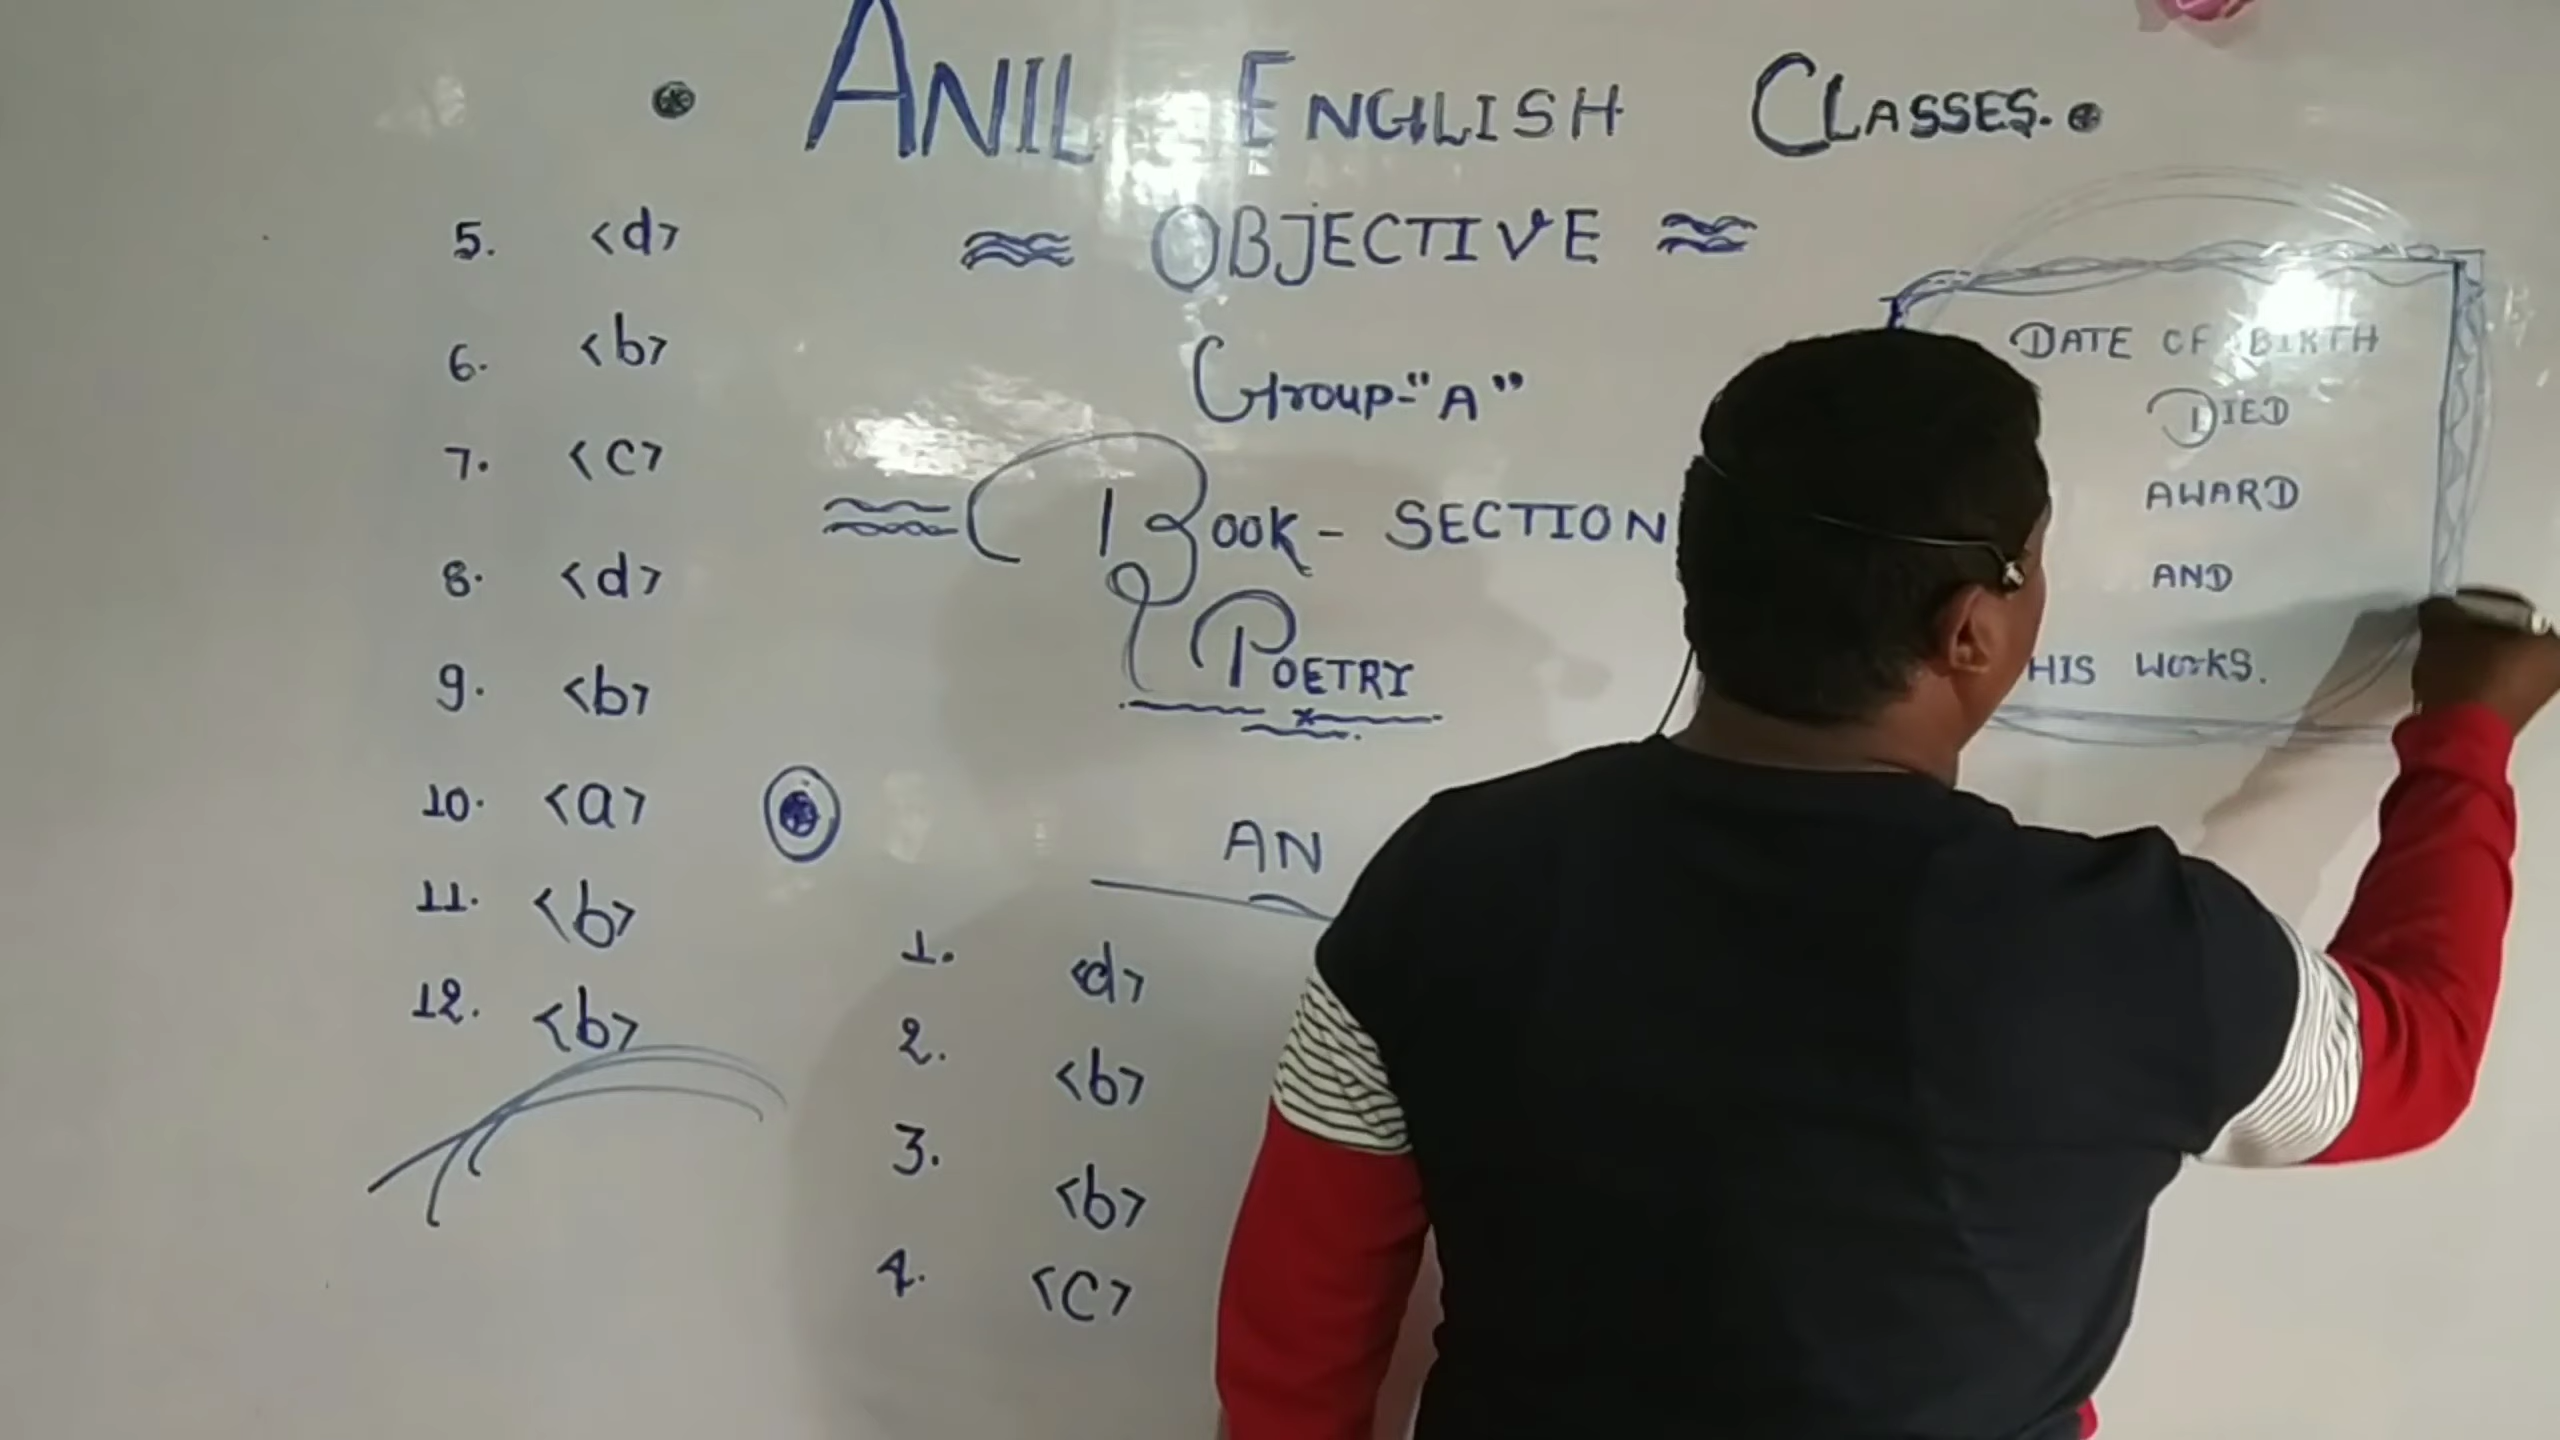 ANIL ENGLISH CLASSES.
OBJECTIVE
Group-"A"
BOOK - SECTION
POETRY
AN
1. <d>
2. <b>
3. <b>
4. <c>
5. <d>
6. <b>
7. <c>
8. <d>
9. <b>
10. <a>
11. <b>
12. <b>
DATE OF BIRTH
DIED
AWARD
AND
HIS WORKS.